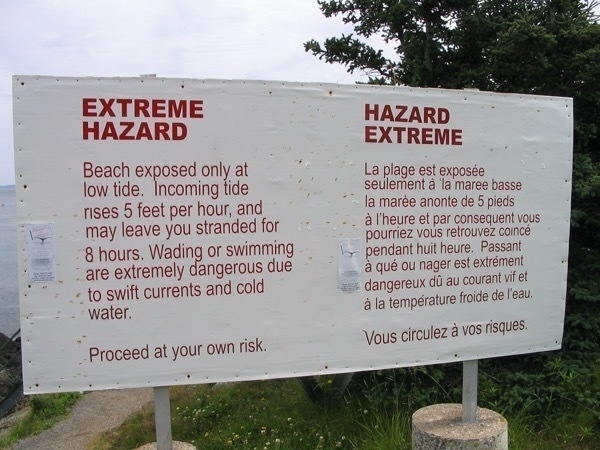 EXTREME
HAZARD
Beach exposed only at
low tide. Incoming tide
rises 5 feet per hour, and
may leave you stranded for
8 hours. Wading or swimming
are extremely dangerous due
to swift currents and cold
water.
Proceed at your own risk.
HAZARD
EXTREME
La plage est exposée
seulement à 'la maree basse
la marèe anonte de 5 pieds
à l'heure et par consequent vous
pourriez vous retrouvez coincé
pendant huit heure. Passant
à qué ou nager est extrément
dangereux dû au courant vif et
à la température froide de l'eau.
Vous circulez à vos risques.